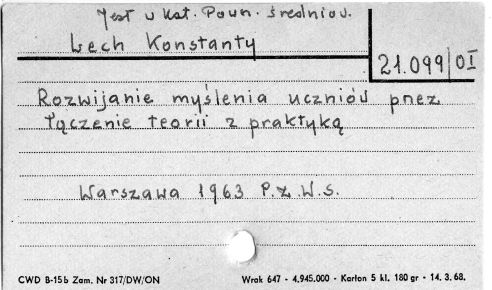 Jest w Kat. Poun. średniow.
Lech Konstanty
21.099/OI
Rozwijanie myślenia uczniów przez
łączenie teorii z praktyką
Warszawa 1963 P.Z.W.S.
CWD B-15b Zam. Nr 317/DW/ON Wrak 647 - 4.945.000 - Karton 5 kl. 180 gr - 14. 3. 68.